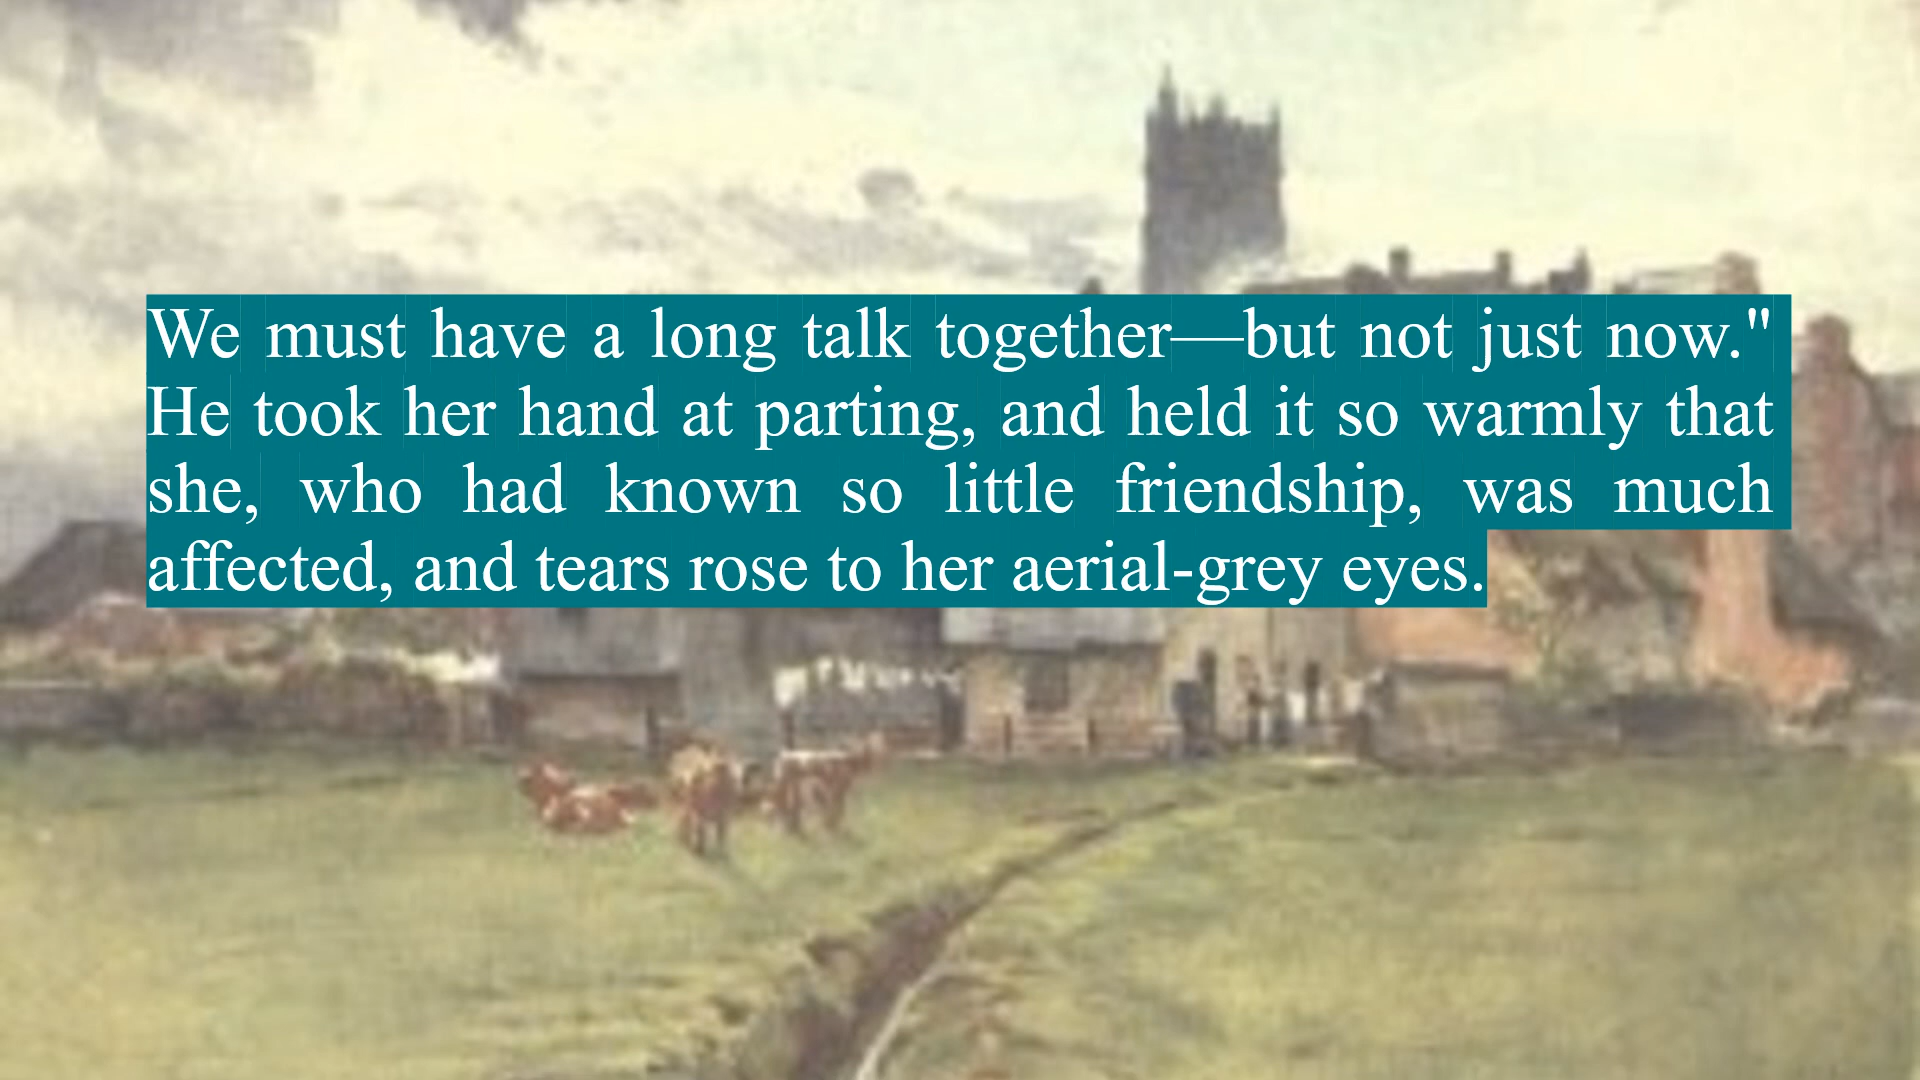 We must have a long talk together—but not just now."
He took her hand at parting, and held it so warmly that
she, who had known so little friendship, was much
affected, and tears rose to her aerial-grey eyes.